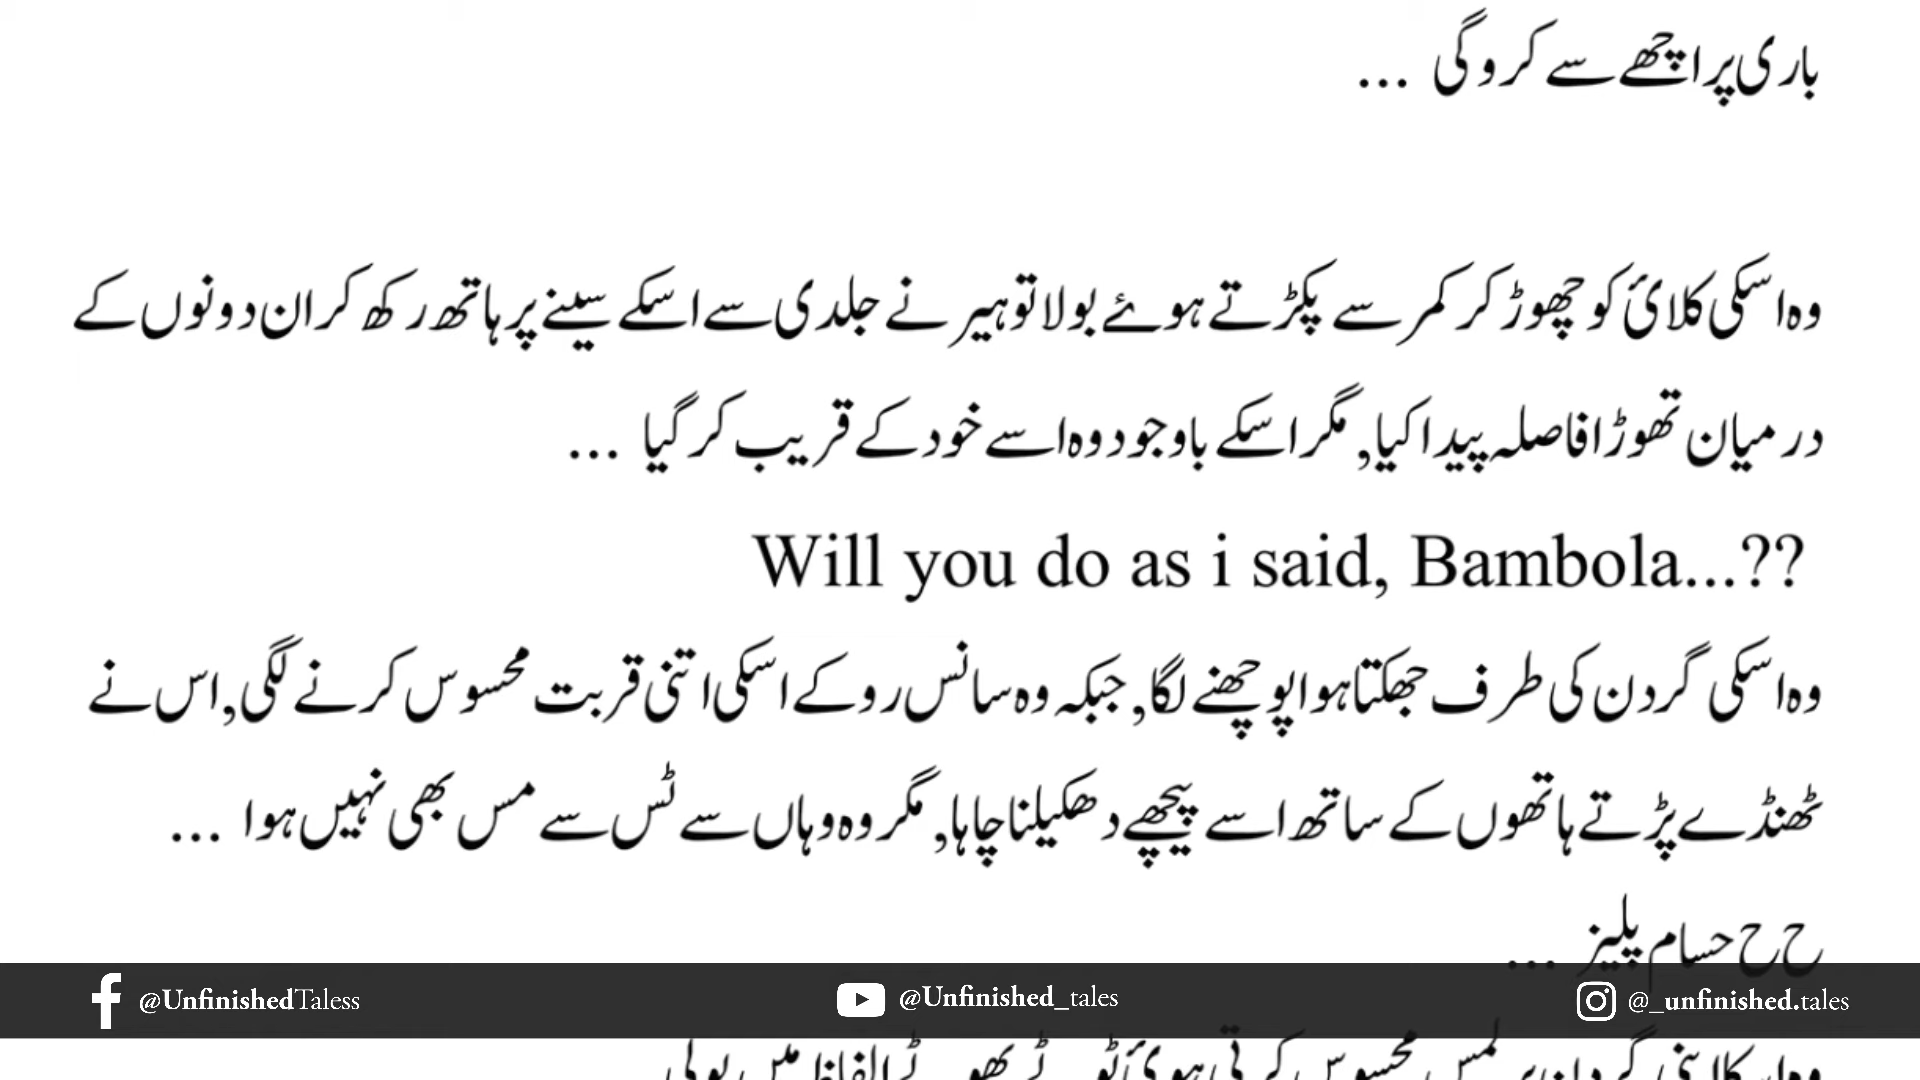 باری پر اچھے سے کرو گی ...
وہ اسکی کلائ کو چھوڑ کر کمر سے پکڑتے ہوۓ بولا تو ہیر نے جلدی سے اسکے سینے پر ہاتھ رکھ کر ان دونوں کے
درمیان تھوڑا فاصلہ پیدا کیا, مگر اسکے باوجود وہ اسے خود کے قریب کر گیا ...
Will you do as i said, Bambola...??
وہ اسکی گردن کی طرف جھکتا ہوا پوچھنے لگا, جبکہ وہ سانس روکے اسکی اتنی قربت محسوس کرنے لگی, اس نے
ٹھنڈے پڑتے ہاتھوں کے ساتھ اسے پیچھے دھکیلنا چاہا, مگر وہ وہاں سے ٹس سے مس بھی نہیں ہوا ...
ح ح حسام پلیز ...
@UnfinishedTaless
@Unfinished_tales
@_unfinished.tales